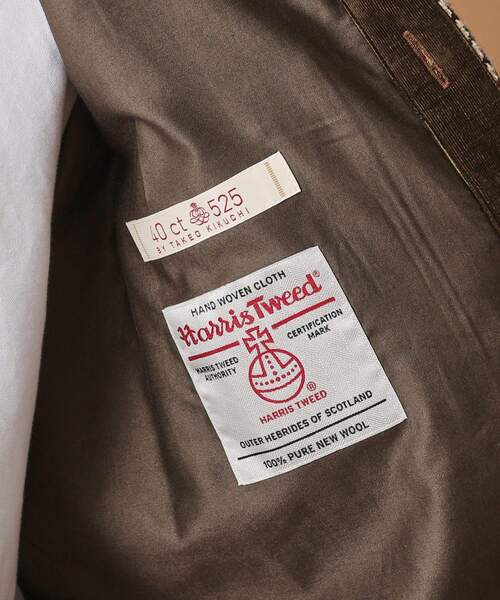 40 ct & 525
BY TAKEO KIKUCHI
HAND WOVEN CLOTH
Harris Tweed®
HARRIS TWEED
AUTHORITY
CERTIFICATION
MARK
®
HARRIS TWEED
OUTER HEBRIDES OF SCOTLAND
100% PURE NEW WOOL